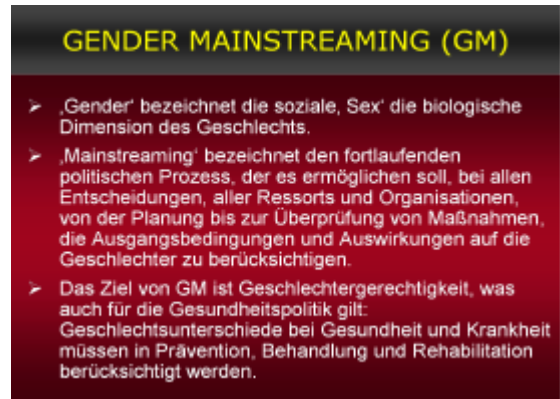 GENDER MAINSTREAMING (GM)
➢ ‚Gender‘ bezeichnet die soziale, Sex‘ die biologische
Dimension des Geschlechts.
➢ ‚Mainstreaming‘ bezeichnet den fortlaufenden
politischen Prozess, der es ermöglichen soll, bei allen
Entscheidungen, aller Ressorts und Organisationen,
von der Planung bis zur Überprüfung von Maßnahmen,
die Ausgangsbedingungen und Auswirkungen auf die
Geschlechter zu berücksichtigen.
➢ Das Ziel von GM ist Geschlechtergerechtigkeit, was
auch für die Gesundheitspolitik gilt:
Geschlechtsunterschiede bei Gesundheit und Krankheit
müssen in Prävention, Behandlung und Rehabilitation
berücksichtigt werden.